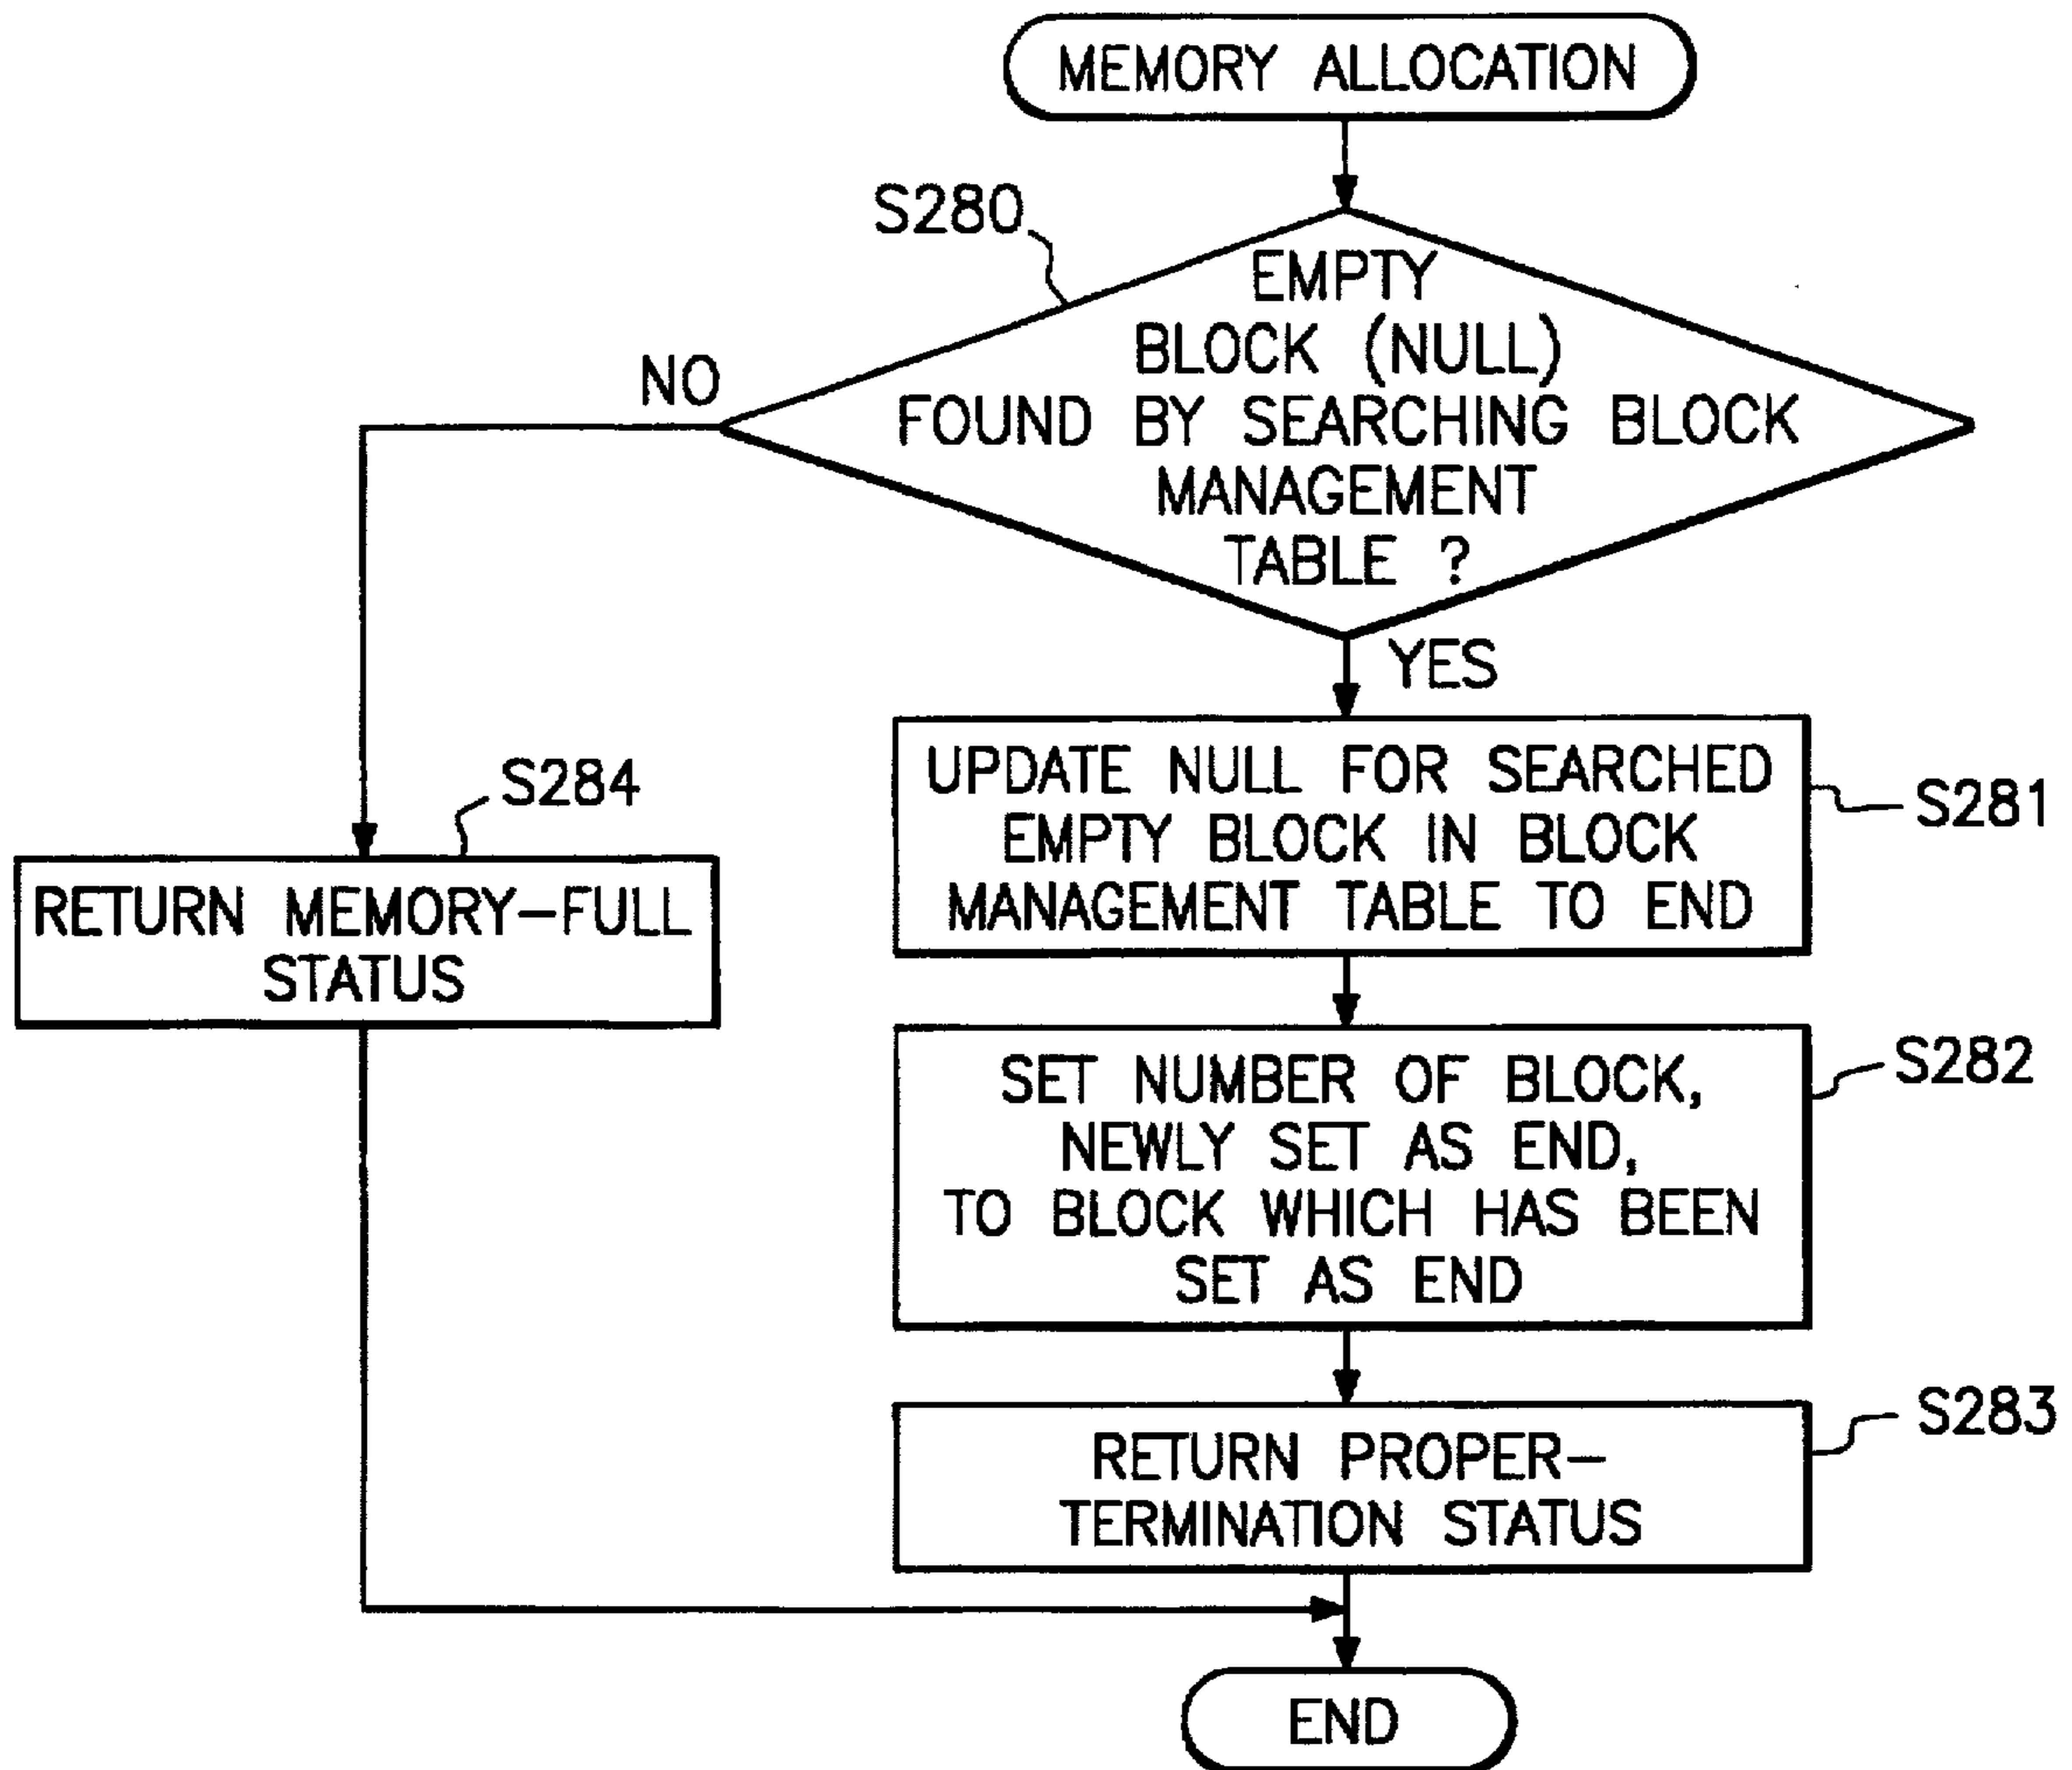 MEMORY ALLOCATION
S280
EMPTY
BLOCK (NULL)
FOUND BY SEARCHING BLOCK
MANAGEMENT
TABLE ?
NO
YES
UPDATE NULL FOR SEARCHED
EMPTY BLOCK IN BLOCK
MANAGEMENT TABLE TO END
S281
S284
RETURN MEMORY-FULL
STATUS
SET NUMBER OF BLOCK,
NEWLY SET AS END,
TO BLOCK WHICH HAS BEEN
SET AS END
S282
RETURN PROPER-
TERMINATION STATUS
S283
END